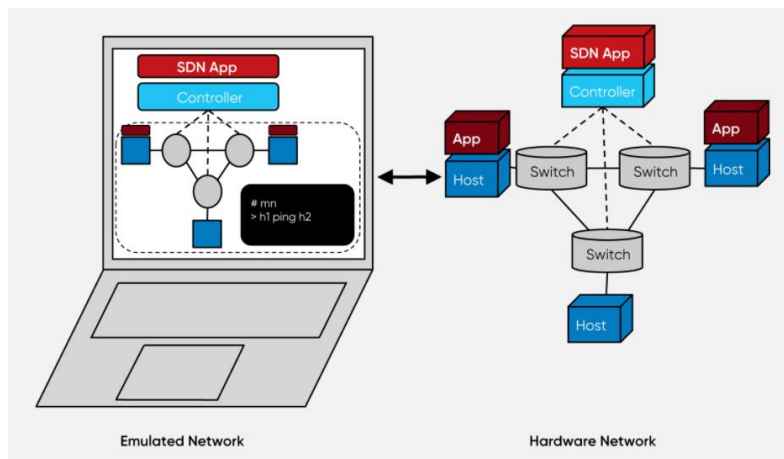 SDN App
Controller
# mn
> h1 ping h2
Emulated Network
SDN App
Controller
App
Host
App
Host
Switch
Switch
Switch
Host
Hardware Network